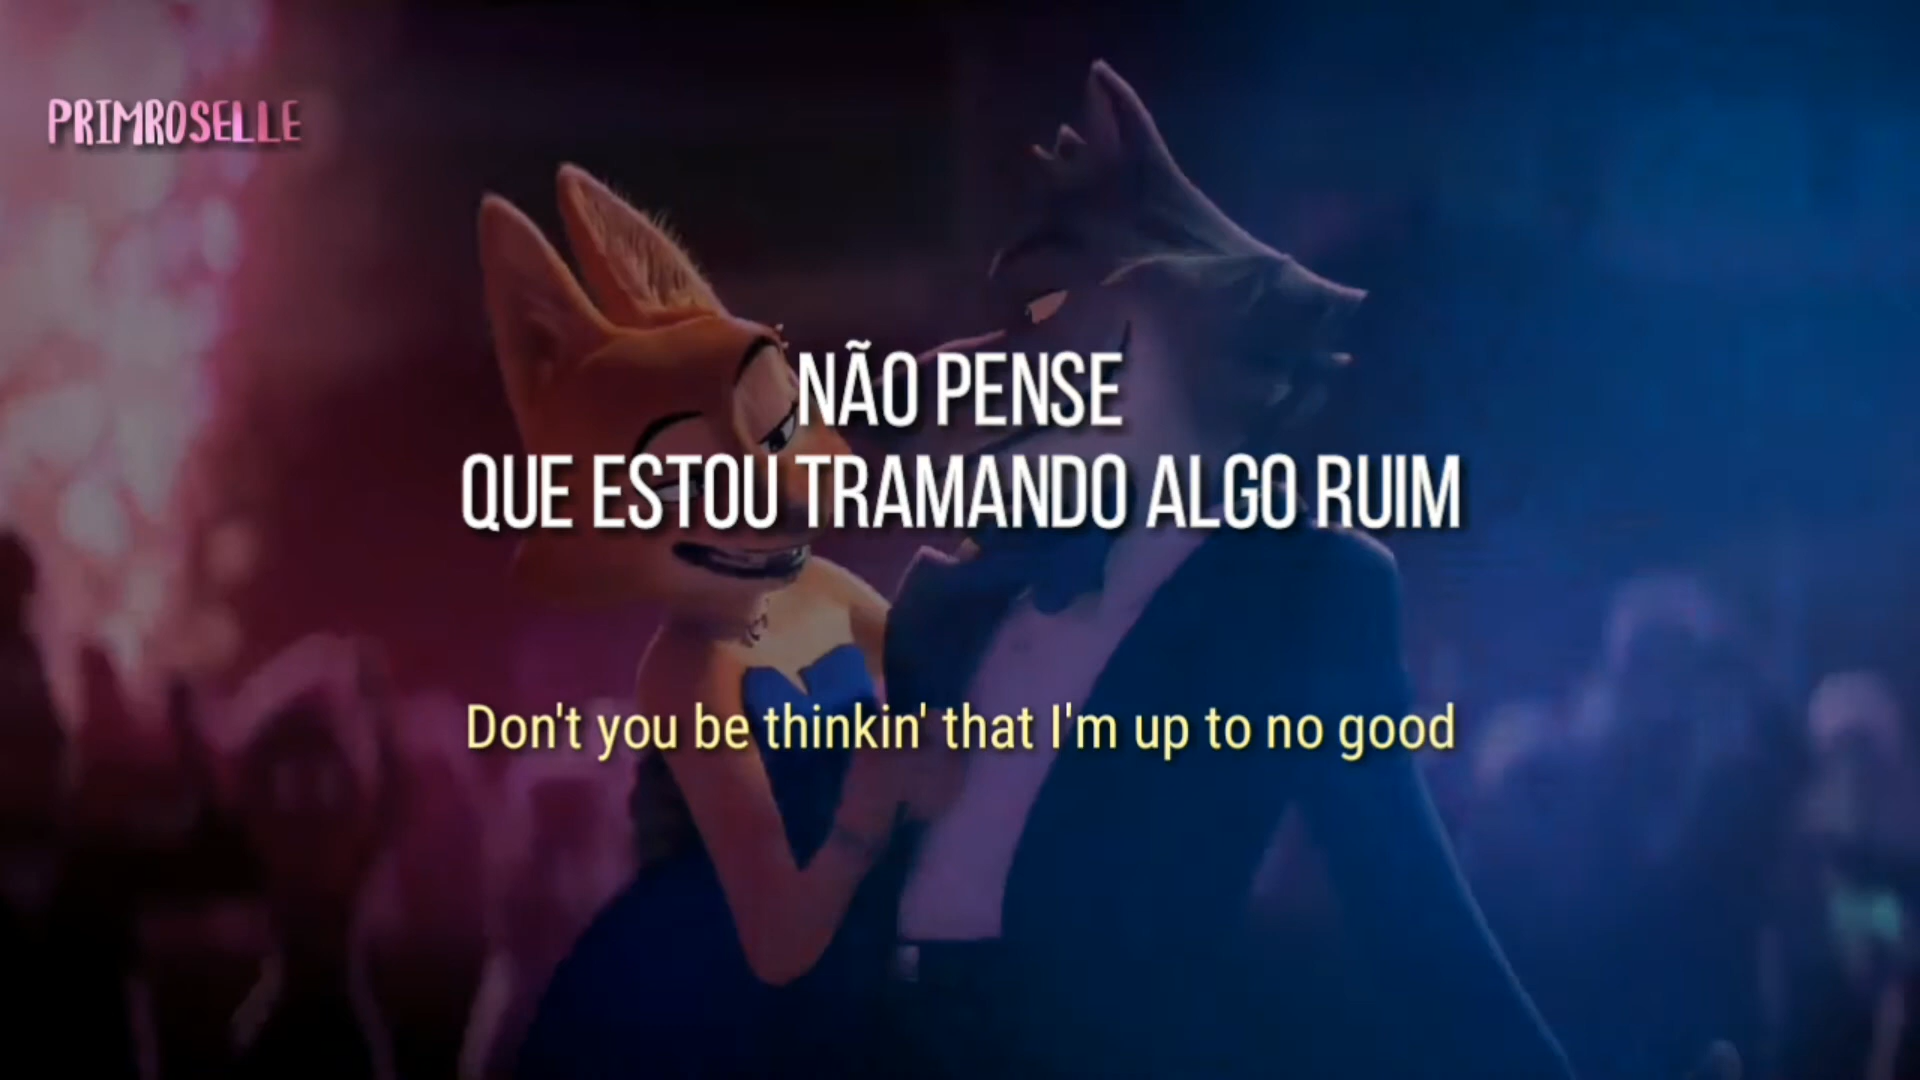 PRIMROSELLE
NÃO PENSE
QUE ESTOU TRAMANDO ALGO RUIM
Don't you be thinkin' that I'm up to no good